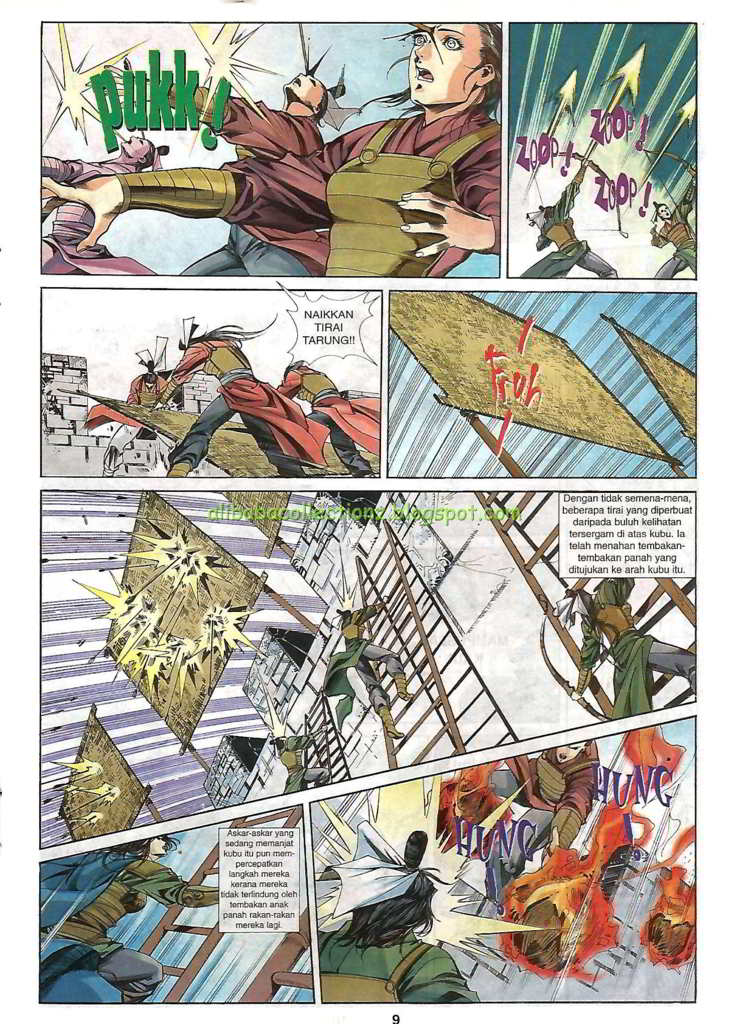 pukk!
ZOOP!
ZOOP!
ZOOP!
NAIKKAN
TIRAI
TARUNG!!
Fruh
alibabacollections.blogspot.com
Dengan tidak semena-mena,
beberapa tirai yang diperbuat
daripada buluh kelihatan
tersergam di atas kubu. Ia
telah menahan tembakan-
tembakan panah yang
ditujukan ke arah kubu itu.
Askar-askar yang
sedang memanjat
kubu itu pun mem-
percepatkan
langkah mereka
kerana mereka
tidak terlindung oleh
tembakan anak
panah rakan-rakan
mereka lagi.
HUNG!
HUNG!
9